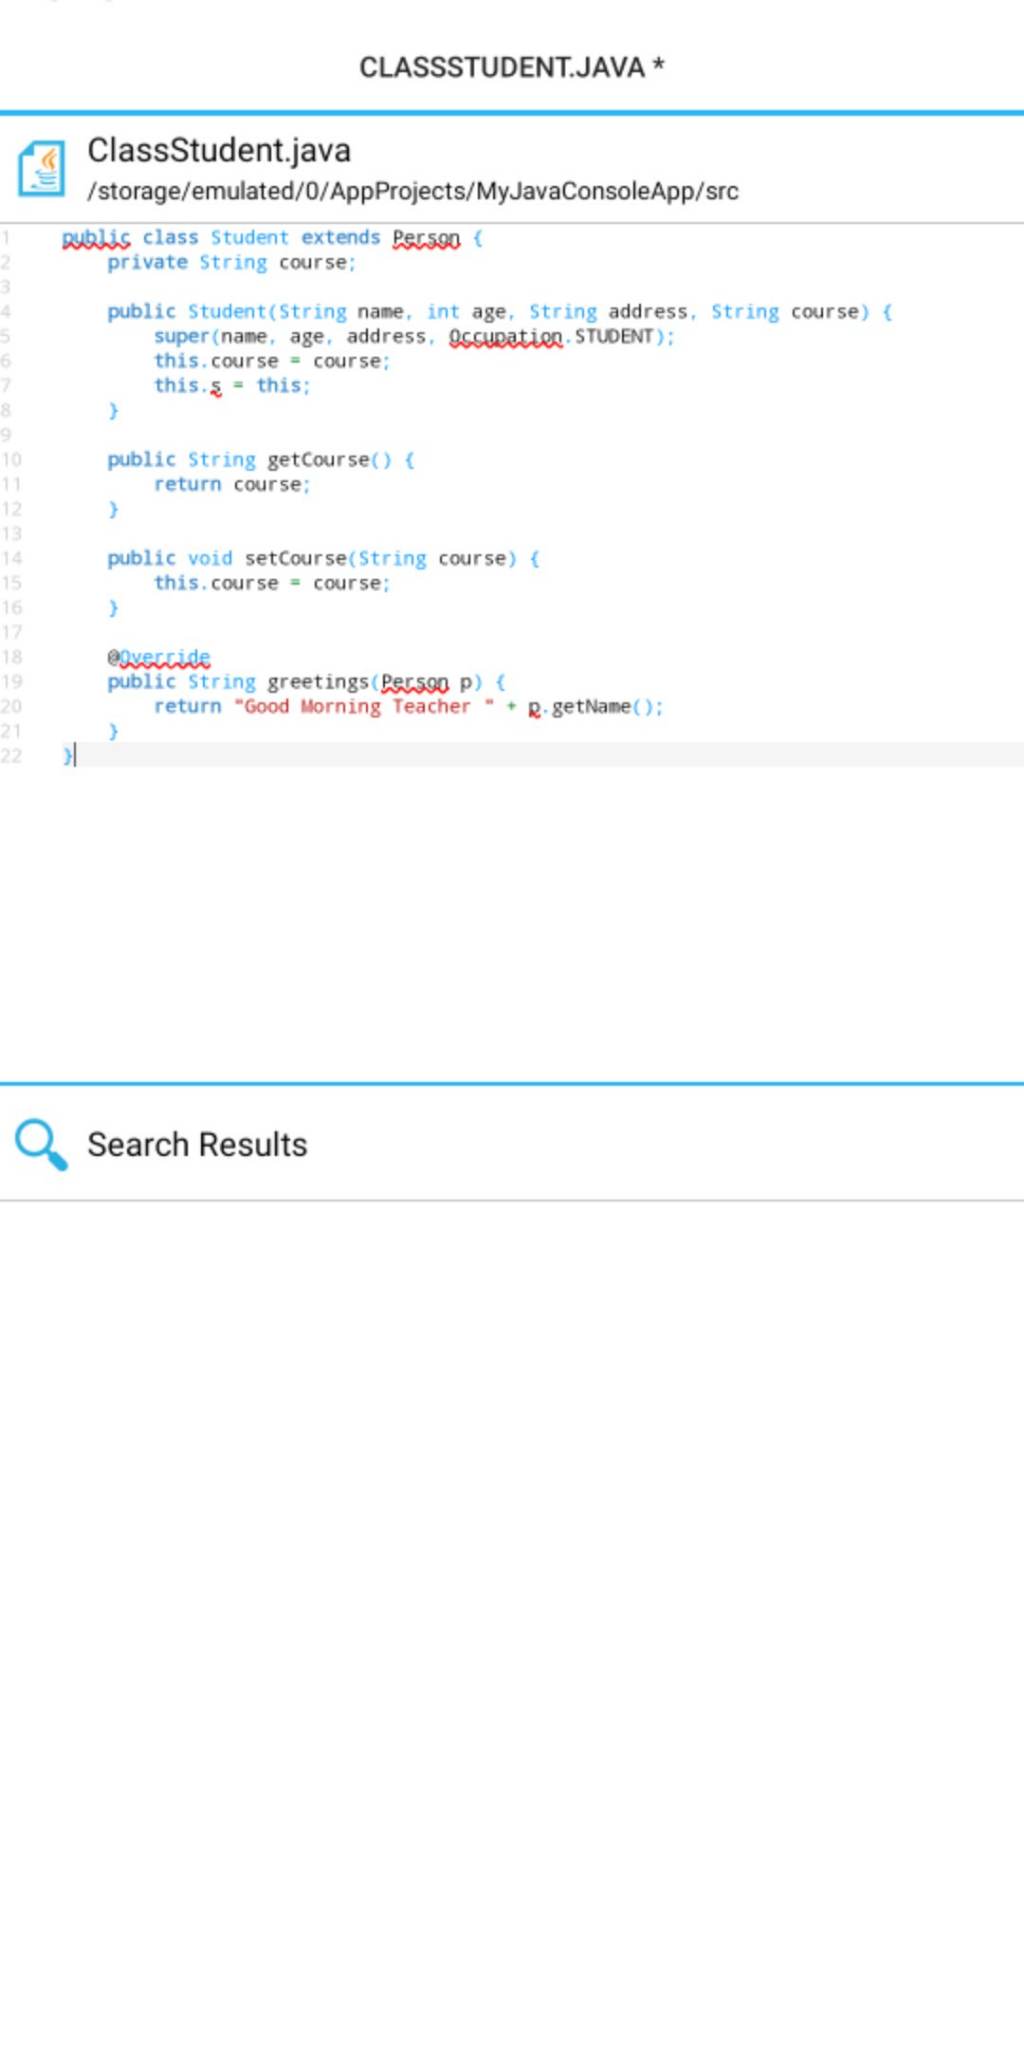 CLASSSTUDENT.JAVA *
ClassStudent.java
/storage/emulated/0/AppProjects/MyJavaConsoleApp/src
1 public class Student extends Person {
2 private String course;
3
4 public Student(String name, int age, String address, String course) {
5 super(name, age, address, Occupation.STUDENT);
6 this.course = course;
7 this.s = this;
8 }
9
10 public String getCourse() {
11 return course;
12 }
13
14 public void setCourse(String course) {
15 this.course = course;
16 }
17
18 @Override
19 public String greetings(Person p) {
20 return "Good Morning Teacher " + p.getName();
21 }
22 }
Search Results